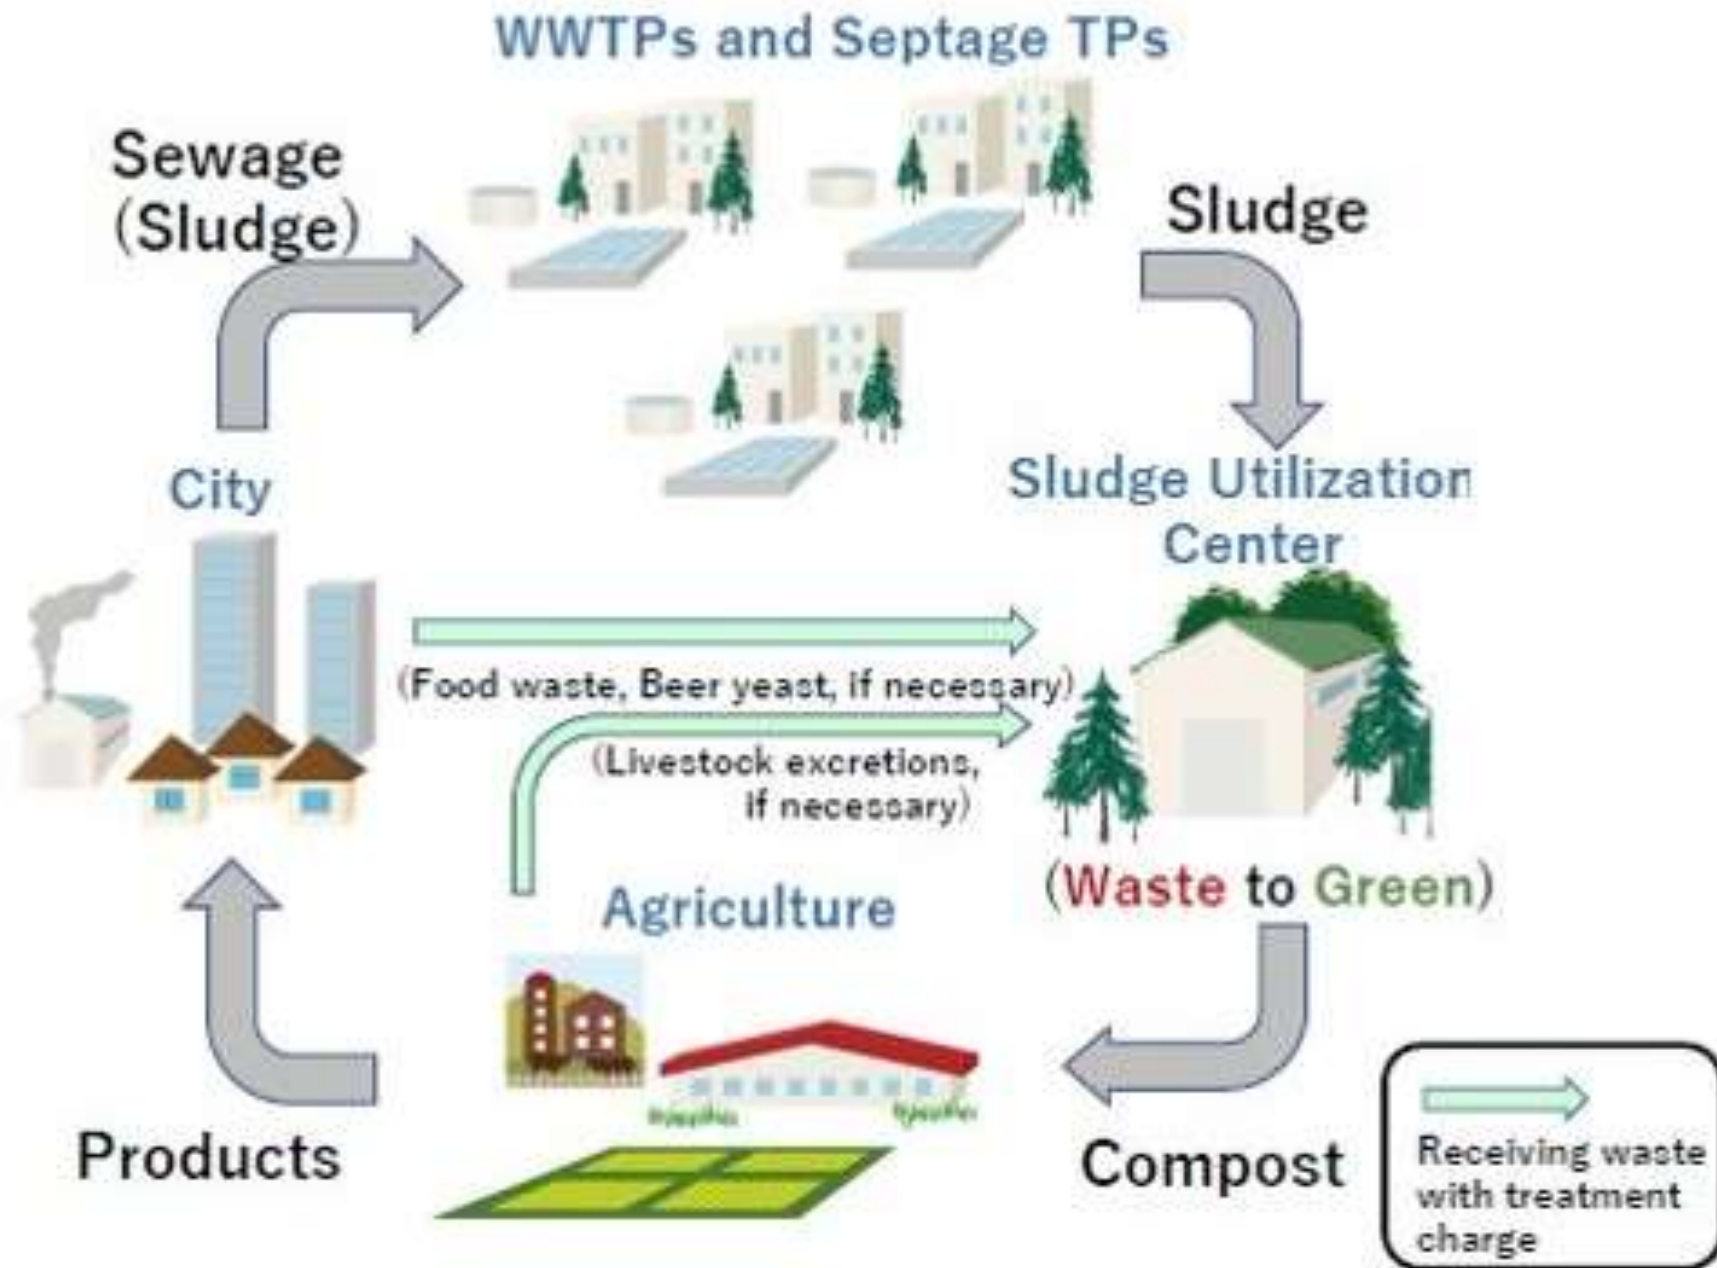 WWTPs and Septage TPs
Sewage
(Sludge)
Sludge
City
Sludge Utilization
Center
(Food waste, Beer yeast, if necessary)
(Livestock excretions,
if necessary)
(Waste to Green)
Agriculture
Products
Compost
Receiving waste
with treatment
charge